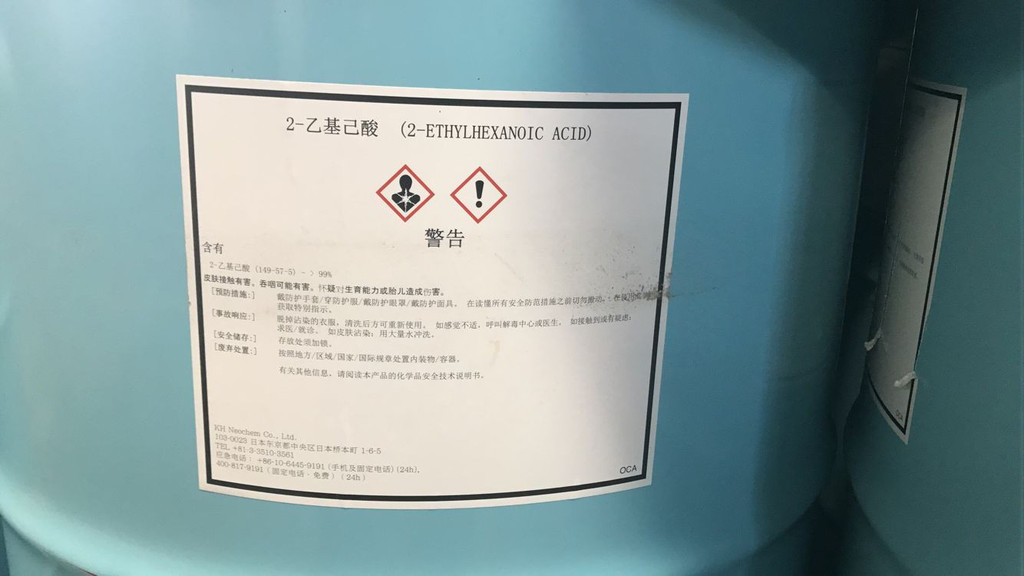 2-乙基己酸 (2-ETHYLHEXANOIC ACID)
警告
含有
2-乙基己酸 (149-57-5) - > 99%
皮肤接触有害。吞咽可能有害。怀疑对生育能力或胎儿造成伤害。
[预防措施:] 戴防护手套/穿防护服/戴防护眼罩/戴防护面具。 在读懂所有安全防范措施之前切勿搬动。
获取特别指示。
[事故响应:] 脱掉沾染的衣服,清洗后方可重新使用。 如感觉不适,呼叫解毒中心或医生。 如接触到或有疑虑:
求医/就诊。 如皮肤沾染:用大量水冲洗。
[安全储存:] 存放处须加锁。
[废弃处置:] 按照地方/区域/国家/国际规章处置内装物/容器。
有关其他信息,请阅读本产品的化学品安全技术说明书。
KH Neochem Co., Ltd.
103-0023 日本东京都中央区日本桥本町 1-6-5
TEL +81-3-3510-3561
应急电话: +86-10-6445-9191 (手机及固定电话) (24h),
400-817-9191 (固定电话-免费) (24h)
OCA